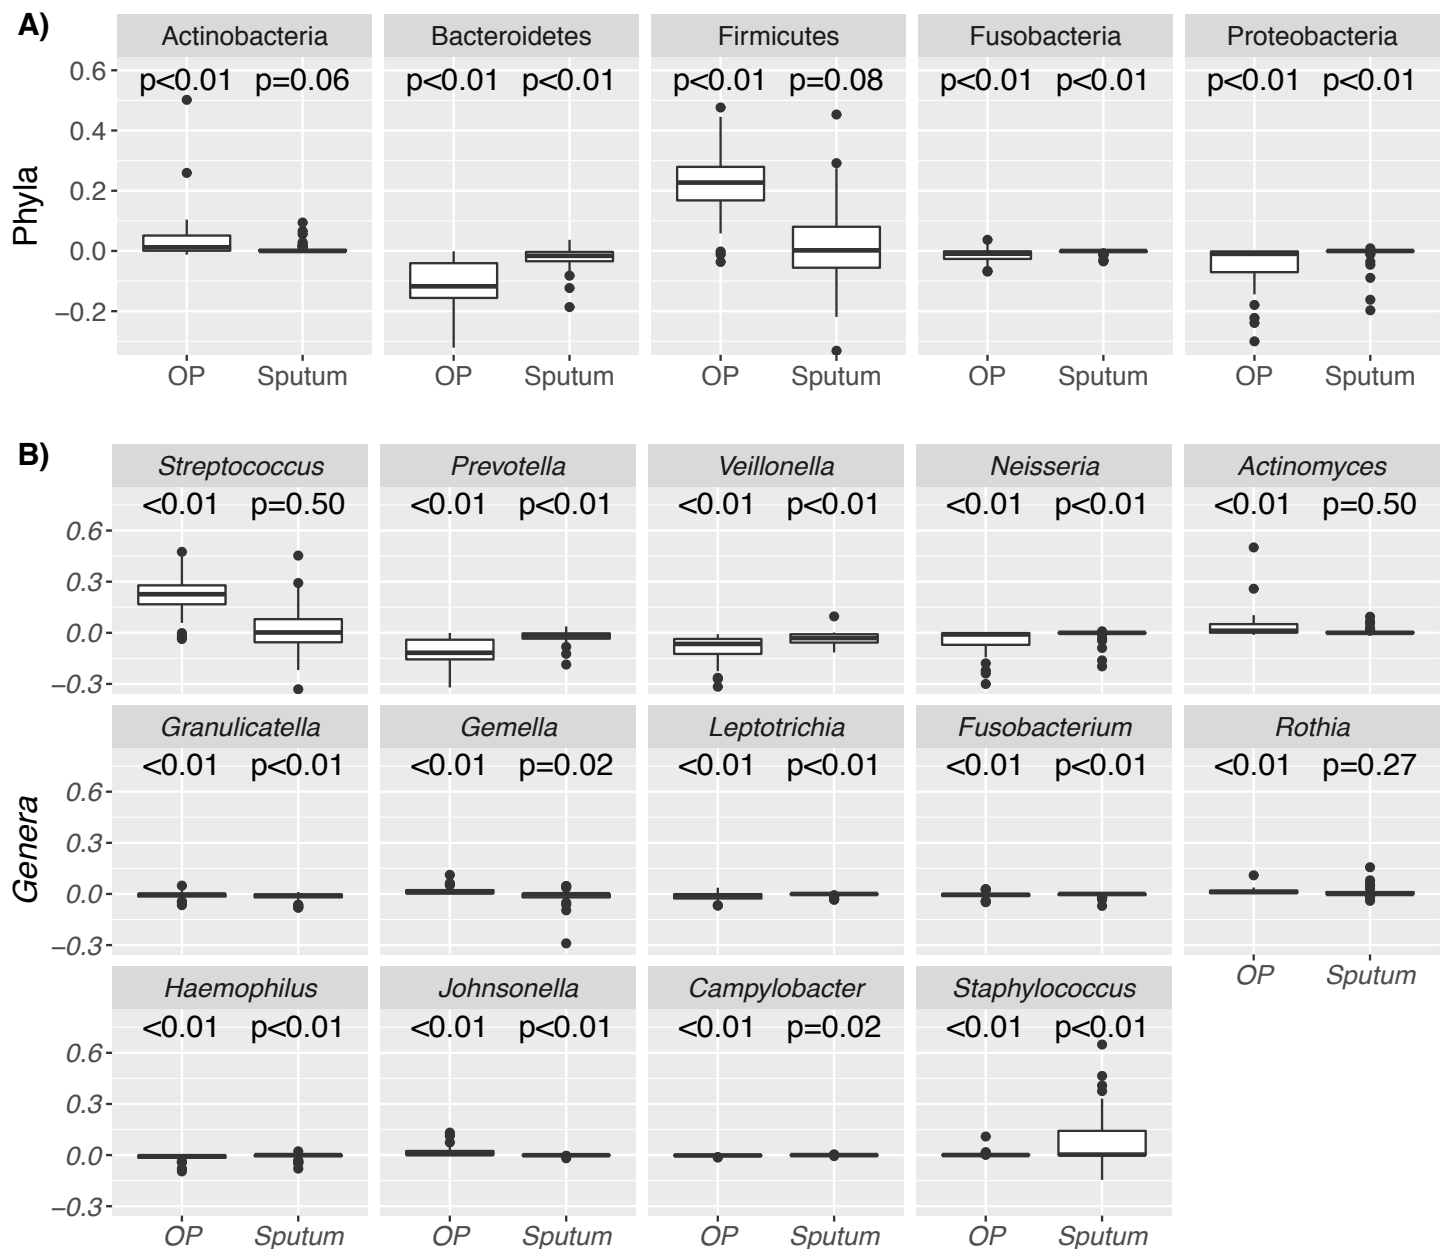 A)
Actinobacteria Bacteroidetes Firmicutes Fusobacteria Proteobacteria
p<0.01 p=0.06 p<0.01 p<0.01 p<0.01 p=0.08 p<0.01 p<0.01 p<0.01 p<0.01
0.6
0.4
0.2
0.0
−0.2
Phyla
OP Sputum OP Sputum OP Sputum OP Sputum OP Sputum
B)
Streptococcus Prevotella Veillonella Neisseria Actinomyces
<0.01 p=0.50 <0.01 p<0.01 <0.01 p<0.01 <0.01 p<0.01 <0.01 p=0.50
0.6
0.3
0.0
−0.3
Granulicatella Gemella Leptotrichia Fusobacterium Rothia
<0.01 p<0.01 <0.01 p=0.02 <0.01 p<0.01 <0.01 p<0.01 <0.01 p=0.27
0.6
0.3
0.0
−0.3
Genera
OP Sputum
Haemophilus Johnsonella Campylobacter Staphylococcus
<0.01 p<0.01 <0.01 p<0.01 <0.01 p=0.02 <0.01 p<0.01
0.6
0.3
0.0
−0.3
OP Sputum OP Sputum OP Sputum OP Sputum